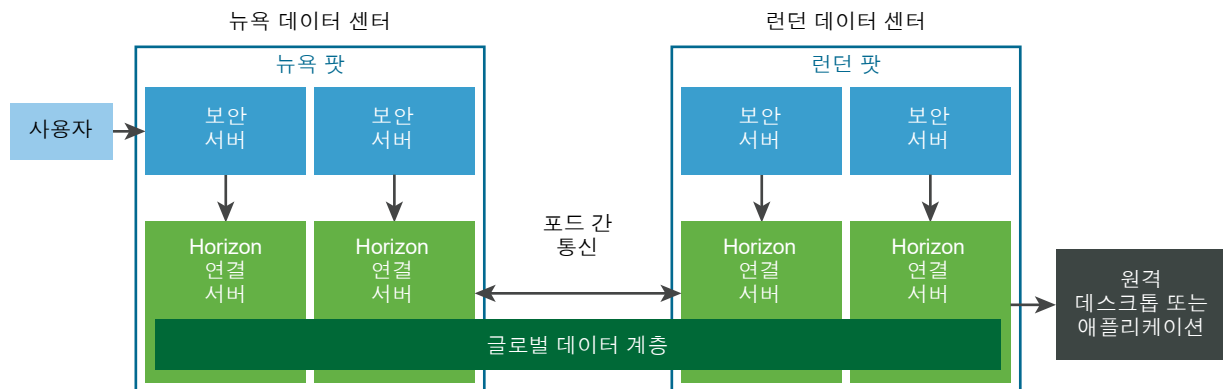 뉴욕 데이터 센터
런던 데이터 센터
뉴욕 팟
런던 팟
사용자
보안
서버
보안
서버
보안
서버
보안
서버
포드 간
통신
Horizon
연결
서버
Horizon
연결
서버
Horizon
연결
서버
Horizon
연결
서버
원격
데스크톱 또는
애플리케이션
글로벌 데이터 계층